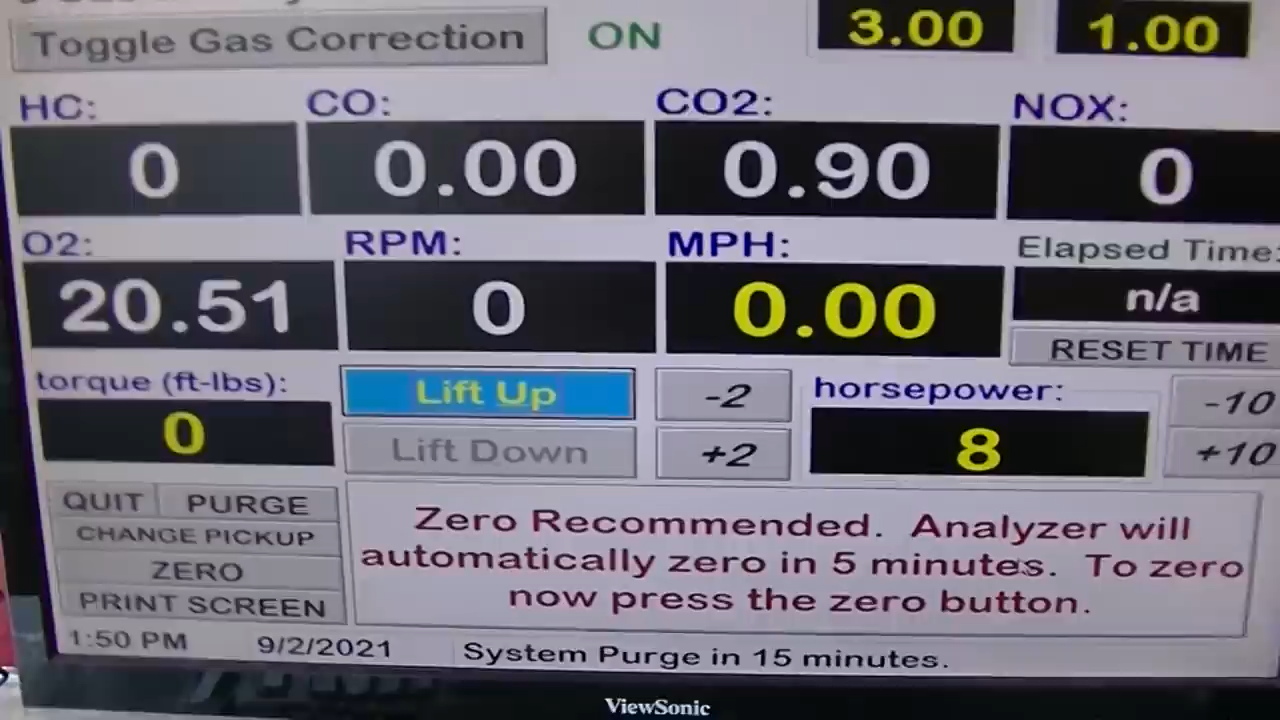 Toggle Gas Correction ON 3.00 1.00
HC: CO: CO2: NOX:
0 0.00 0.90 0
O2: RPM: MPH: Elapsed Time:
20.51 0 0.00 n/a
RESET TIME
torque (ft-lbs): Lift Up -2 horsepower: -10
0 Lift Down +2 8 +10
QUIT PURGE
CHANGE PICKUP
ZERO
PRINT SCREEN
Zero Recommended. Analyzer will
automatically zero in 5 minutes. To zero
now press the zero button.
1:50 PM 9/2/2021 System Purge in 15 minutes.
ViewSonic